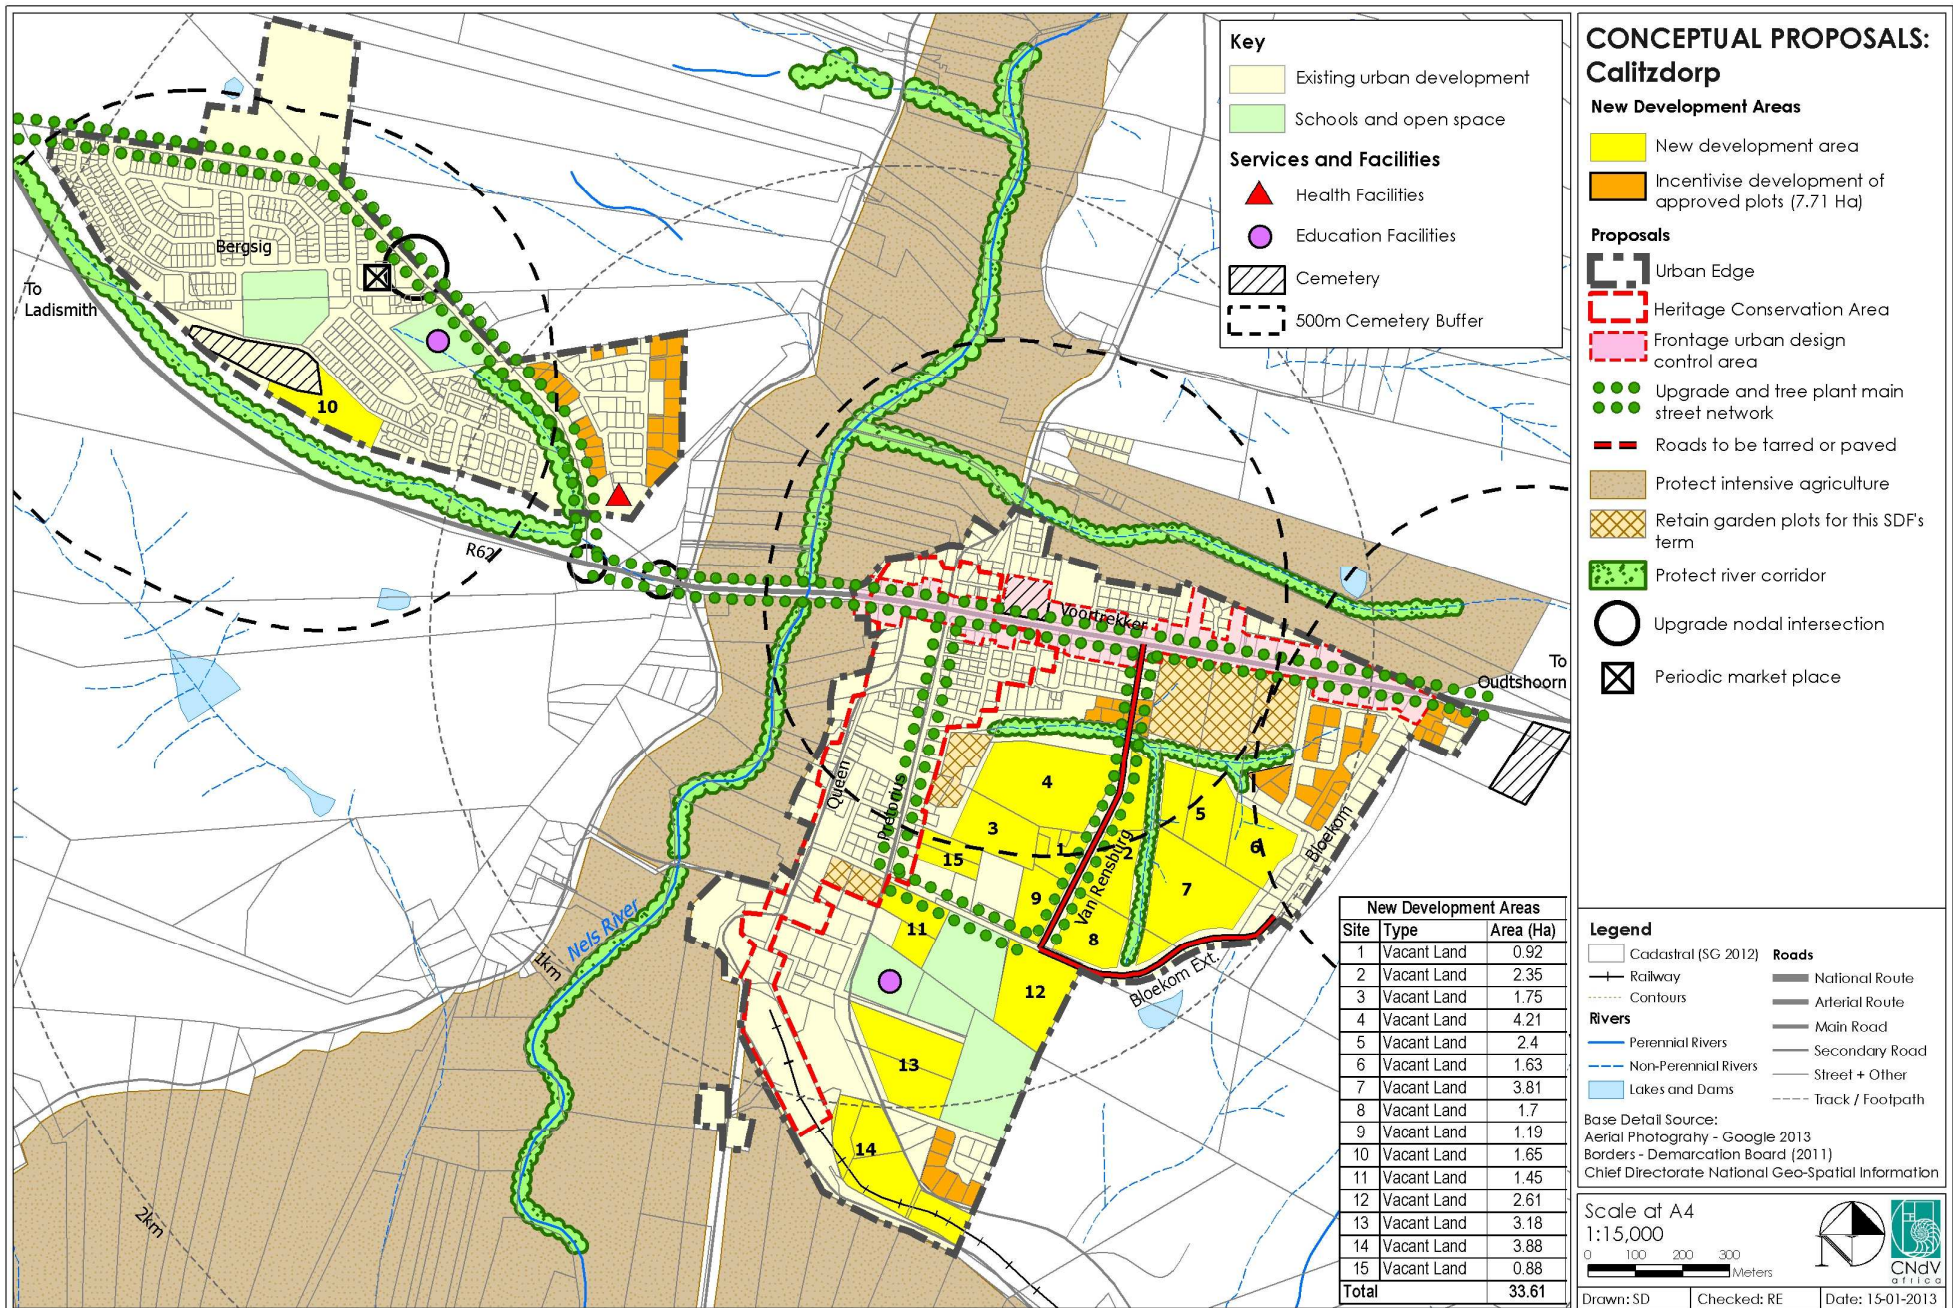 CONCEPTUAL PROPOSALS:
Calitzdorp
New Development Areas
New development area
Incentivise development of
approved plots (7.71 Ha)
Proposals
Urban Edge
Heritage Conservation Area
Frontage urban design
control area
Upgrade and tree plant main
street network
Roads to be tarred or paved
Protect intensive agriculture
Retain garden plots for this SDF's
term
Protect river corridor
Upgrade nodal intersection
Periodic market place
Key
Existing urban development
Schools and open space
Services and Facilities
Health Facilities
Education Facilities
Cemetery
500m Cemetery Buffer
Bergsig
To
Ladismith
10
R62
Voortrekker
To
Oudtshoorn
Queen
Pretorius
4
3
15
1
2
5
6
7
9
8
Van Rensburg
Bloekom
11
Bloekom Ext.
12
13
14
Nels River
1km
2km
New Development Areas
Site Type Area (Ha)
1 Vacant Land 0.92
2 Vacant Land 2.35
3 Vacant Land 1.75
4 Vacant Land 4.21
5 Vacant Land 2.4
6 Vacant Land 1.63
7 Vacant Land 3.81
8 Vacant Land 1.7
9 Vacant Land 1.19
10 Vacant Land 1.65
11 Vacant Land 1.45
12 Vacant Land 2.61
13 Vacant Land 3.18
14 Vacant Land 3.88
15 Vacant Land 0.88
Total 33.61
Legend
Cadastral (SG 2012)
Railway
Contours
Rivers
Perennial Rivers
Non-Perennial Rivers
Lakes and Dams
Roads
National Route
Arterial Route
Main Road
Secondary Road
Street + Other
Track / Footpath
Base Detail Source:
Aerial Photograhy - Google 2013
Borders - Demarcation Board (2011)
Chief Directorate National Geo-Spatial Information
Scale at A4
1:15,000
0 100 200 300
Meters
CNdV
africa
Drawn: SD Checked: RE Date: 15-01-2013